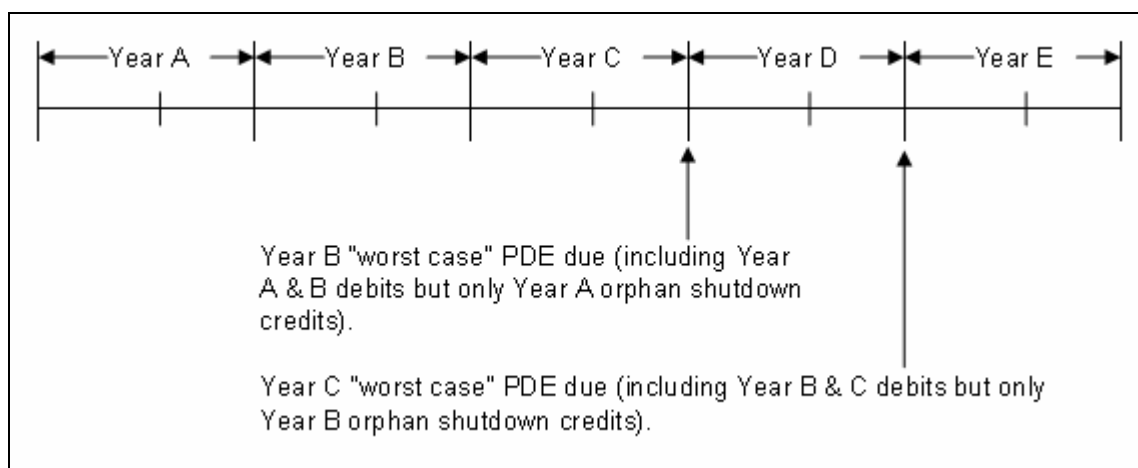 Year A Year B Year C Year D Year E
Year B "worst case" PDE due (including Year
A & B debits but only Year A orphan shutdown
credits).
Year C "worst case" PDE due (including Year B & C debits but only
Year B orphan shutdown credits).